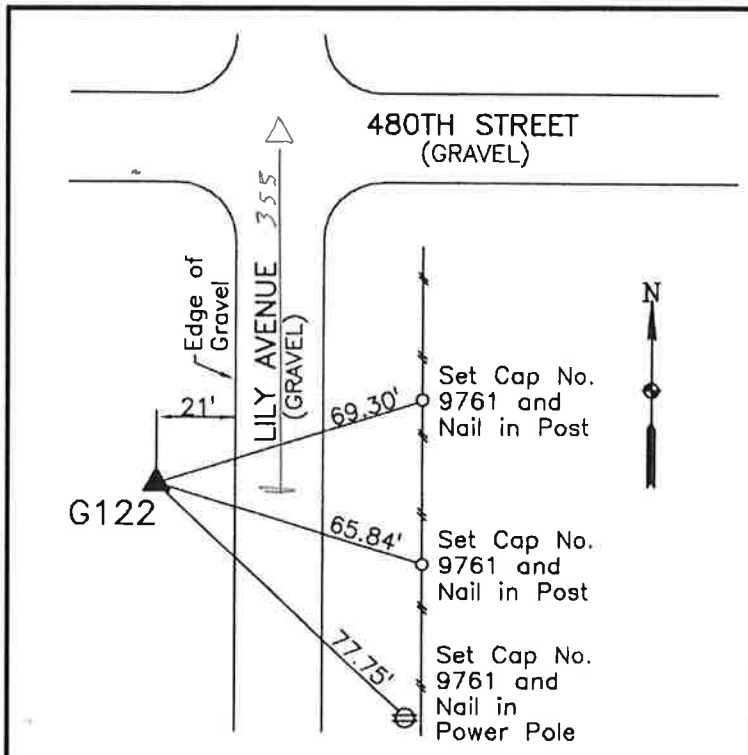 480TH STREET
(GRAVEL)
355
LILY AVENUE
(GRAVEL)
Edge of
Gravel
N
21'
69.30'
Set Cap No.
9761 and
Nail in Post
G122
65.84'
Set Cap No.
9761 and
Nail in Post
77.75'
Set Cap No.
9761 and
Nail in
Power Pole